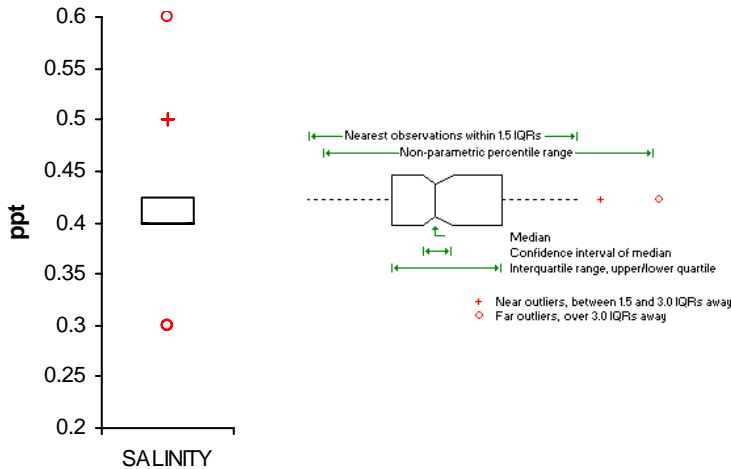 0.6
0.55
0.5
0.45
0.4
0.35
0.3
0.25
0.2
ppt
SALINITY
Nearest observations within 1.5 IQRs
Non-parametric percentile range
Median
Confidence interval of median
Interquartile range, upper/lower quartile
Near outliers, between 1.5 and 3.0 IQRs away
Far outliers, over 3.0 IQRs away